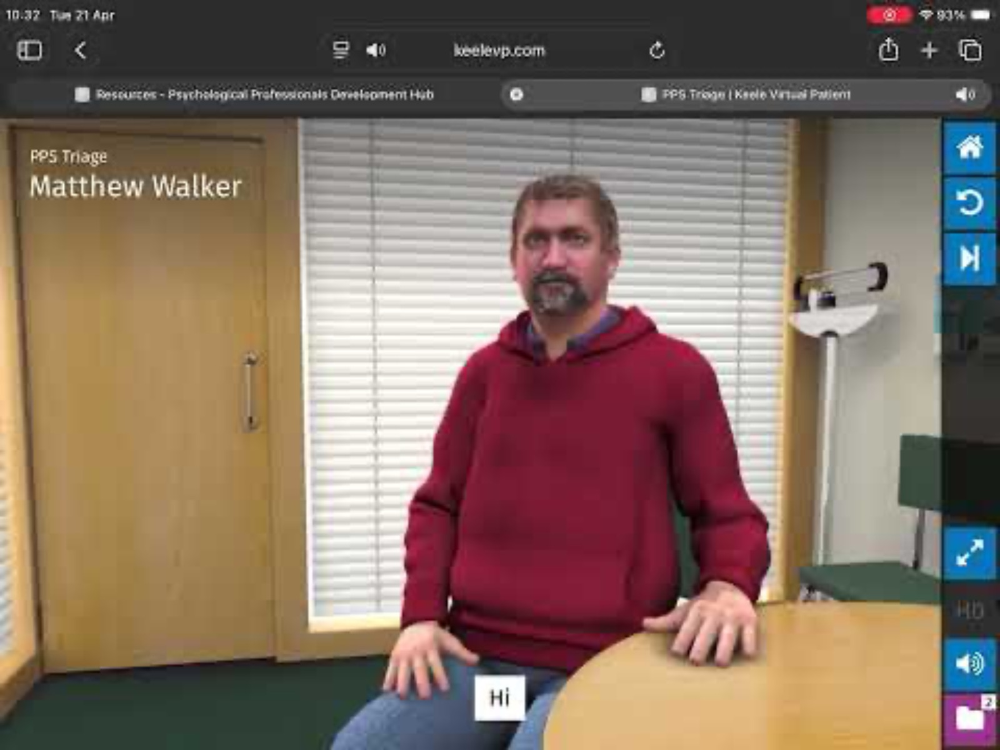 10:32 Tue 21 Apr
93%
keelevp.com
Resources - Psychological Professionals Development Hub
PPS Triage | Keele Virtual Patient
PPS Triage
Matthew Walker
HD
Hi
2